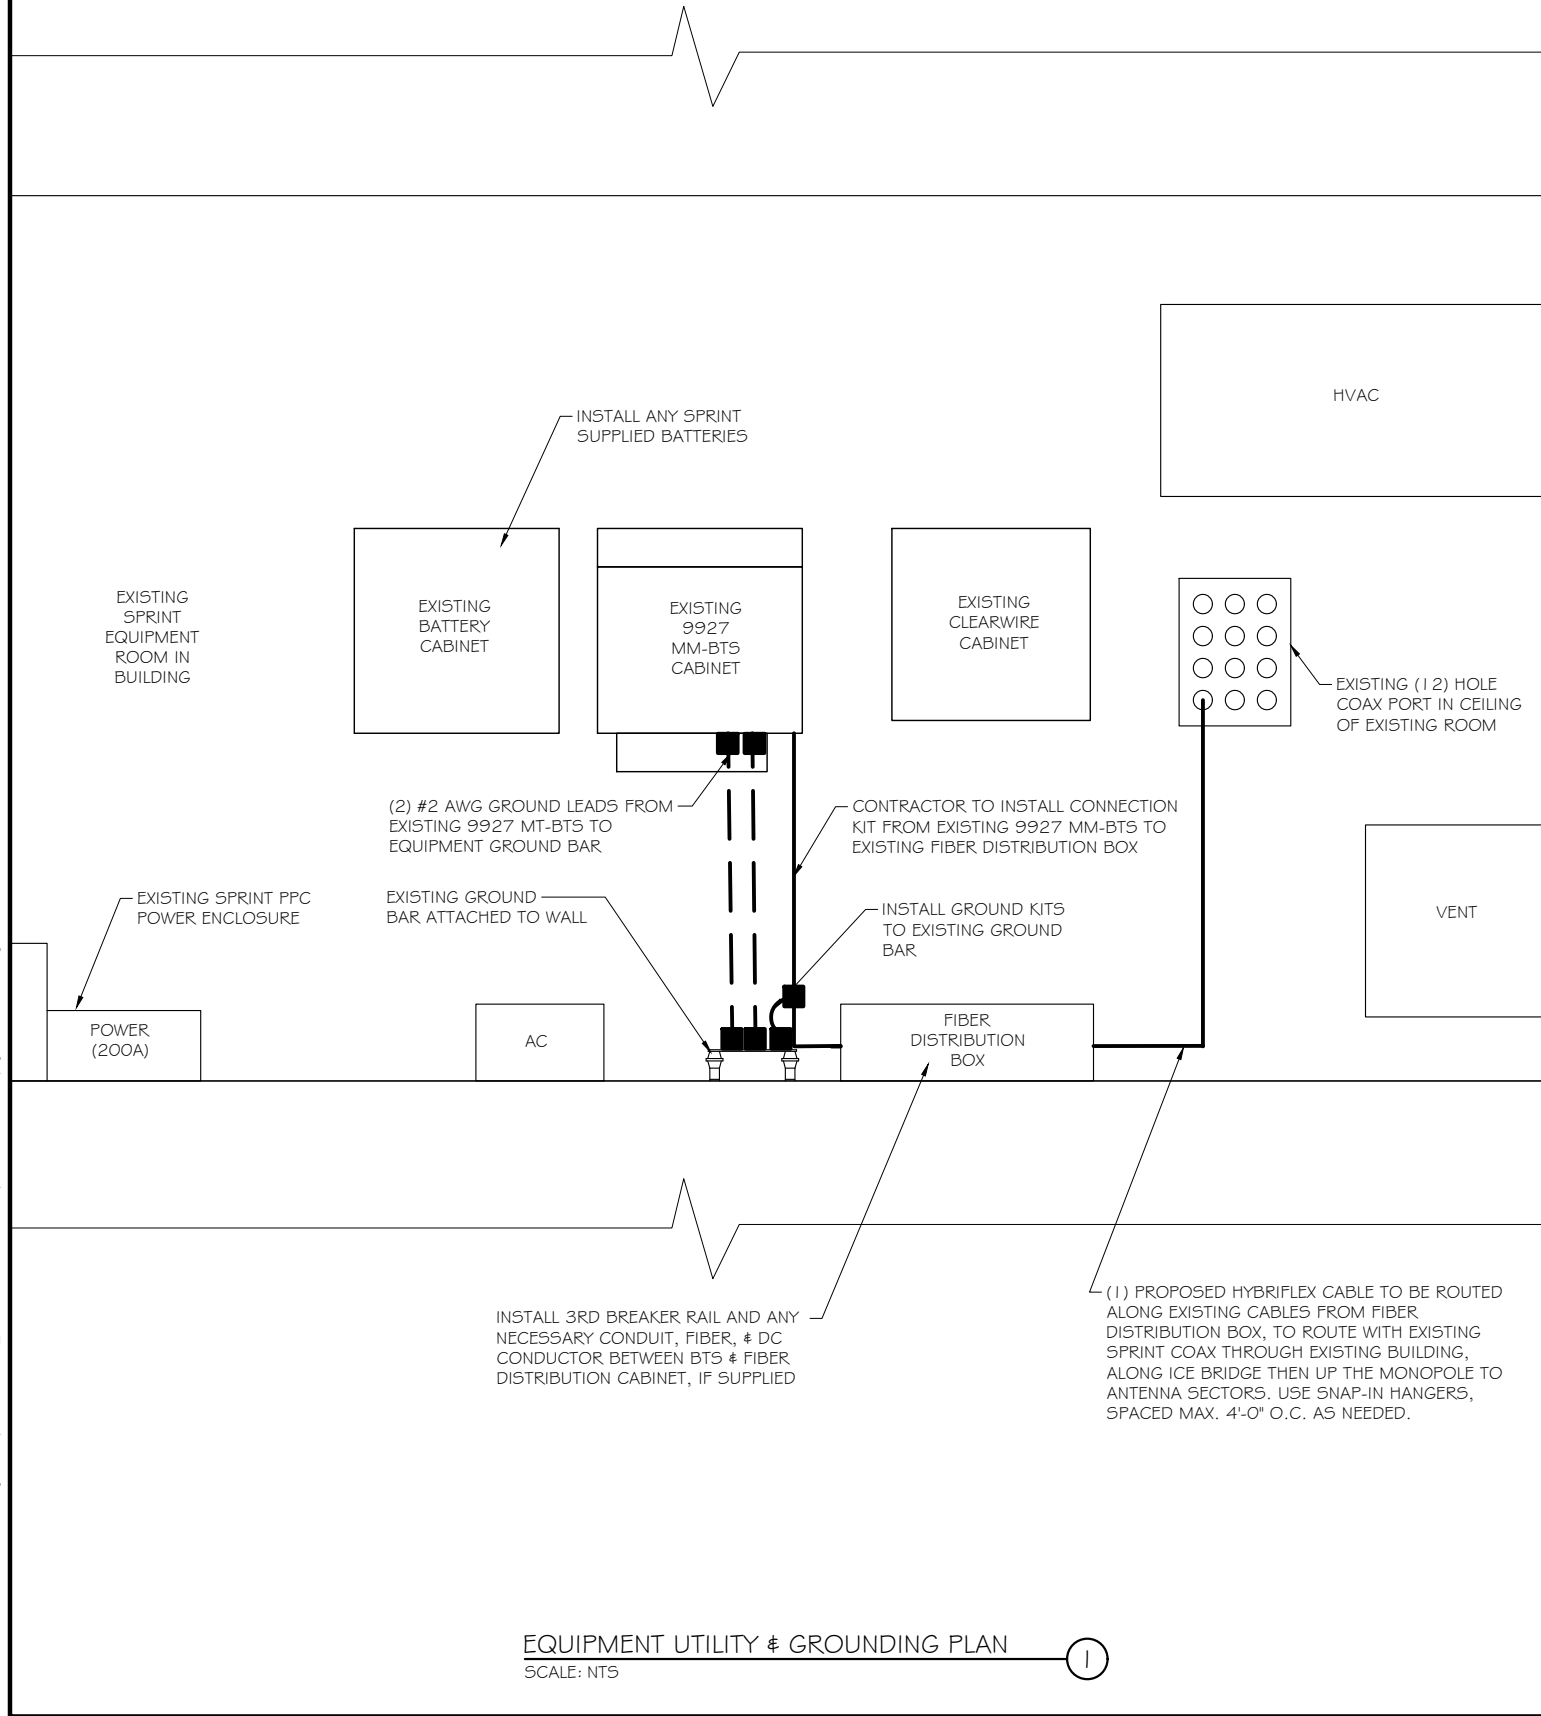 HVAC
INSTALL ANY SPRINT
SUPPLIED BATTERIES
EXISTING
SPRINT
EQUIPMENT
ROOM IN
BUILDING
EXISTING
BATTERY
CABINET
EXISTING
9927
MM-BTS
CABINET
EXISTING
CLEARWIRE
CABINET
EXISTING (12) HOLE
COAX PORT IN CEILING
OF EXISTING ROOM
(2) #2 AWG GROUND LEADS FROM
EXISTING 9927 MT-BTS TO
EQUIPMENT GROUND BAR
CONTRACTOR TO INSTALL CONNECTION
KIT FROM EXISTING 9927 MM-BTS TO
EXISTING FIBER DISTRIBUTION BOX
EXISTING SPRINT PPC
POWER ENCLOSURE
EXISTING GROUND
BAR ATTACHED TO WALL
INSTALL GROUND KITS
TO EXISTING GROUND
BAR
VENT
POWER
(200A)
AC
FIBER
DISTRIBUTION
BOX
INSTALL 3RD BREAKER RAIL AND ANY
NECESSARY CONDUIT, FIBER, & DC
CONDUCTOR BETWEEN BTS & FIBER
DISTRIBUTION CABINET, IF SUPPLIED
(1) PROPOSED HYBRIFLEX CABLE TO BE ROUTED
ALONG EXISTING CABLES FROM FIBER
DISTRIBUTION BOX, TO ROUTE WITH EXISTING
SPRINT COAX THROUGH EXISTING BUILDING,
ALONG ICE BRIDGE THEN UP THE MONOPOLE TO
ANTENNA SECTORS. USE SNAP-IN HANGERS,
SPACED MAX. 4'-0" O.C. AS NEEDED.
EQUIPMENT UTILITY & GROUNDING PLAN
1
SCALE: NTS